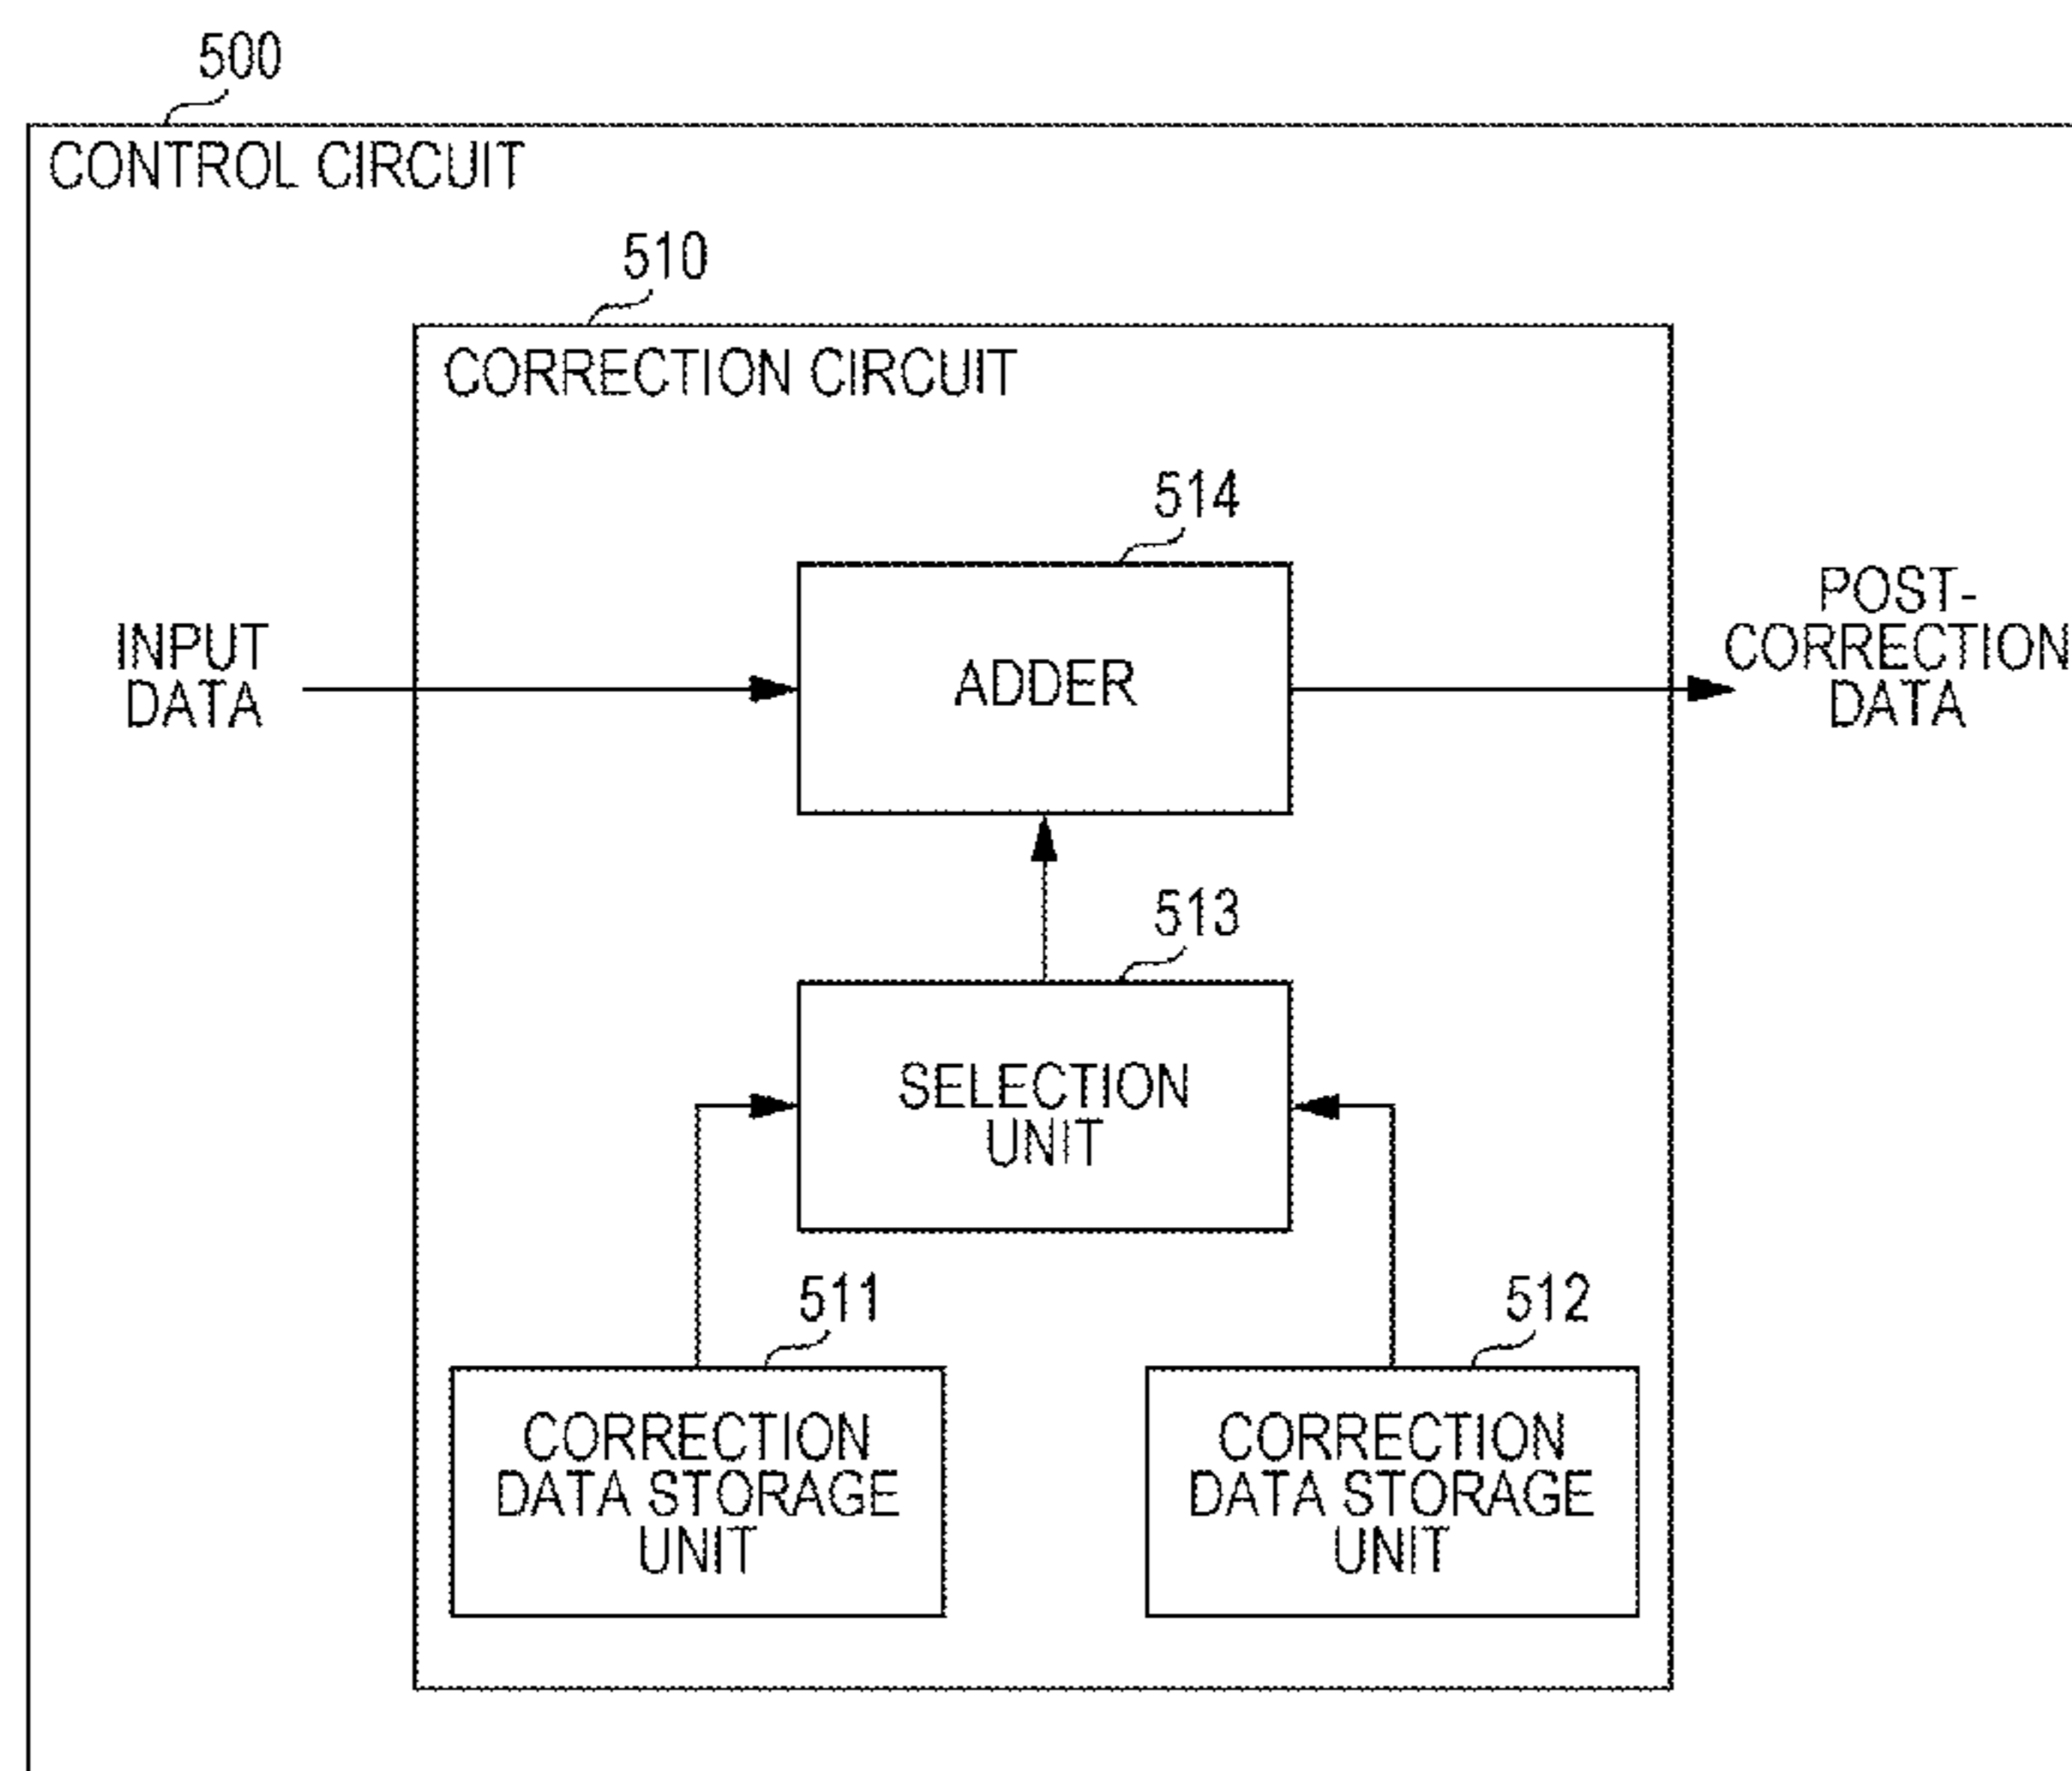 500
CONTROL CIRCUIT
510
CORRECTION CIRCUIT
514
INPUT
DATA
ADDER
POST-
CORRECTION
DATA
513
SELECTION
UNIT
511
512
CORRECTION
DATA STORAGE
UNIT
CORRECTION
DATA STORAGE
UNIT